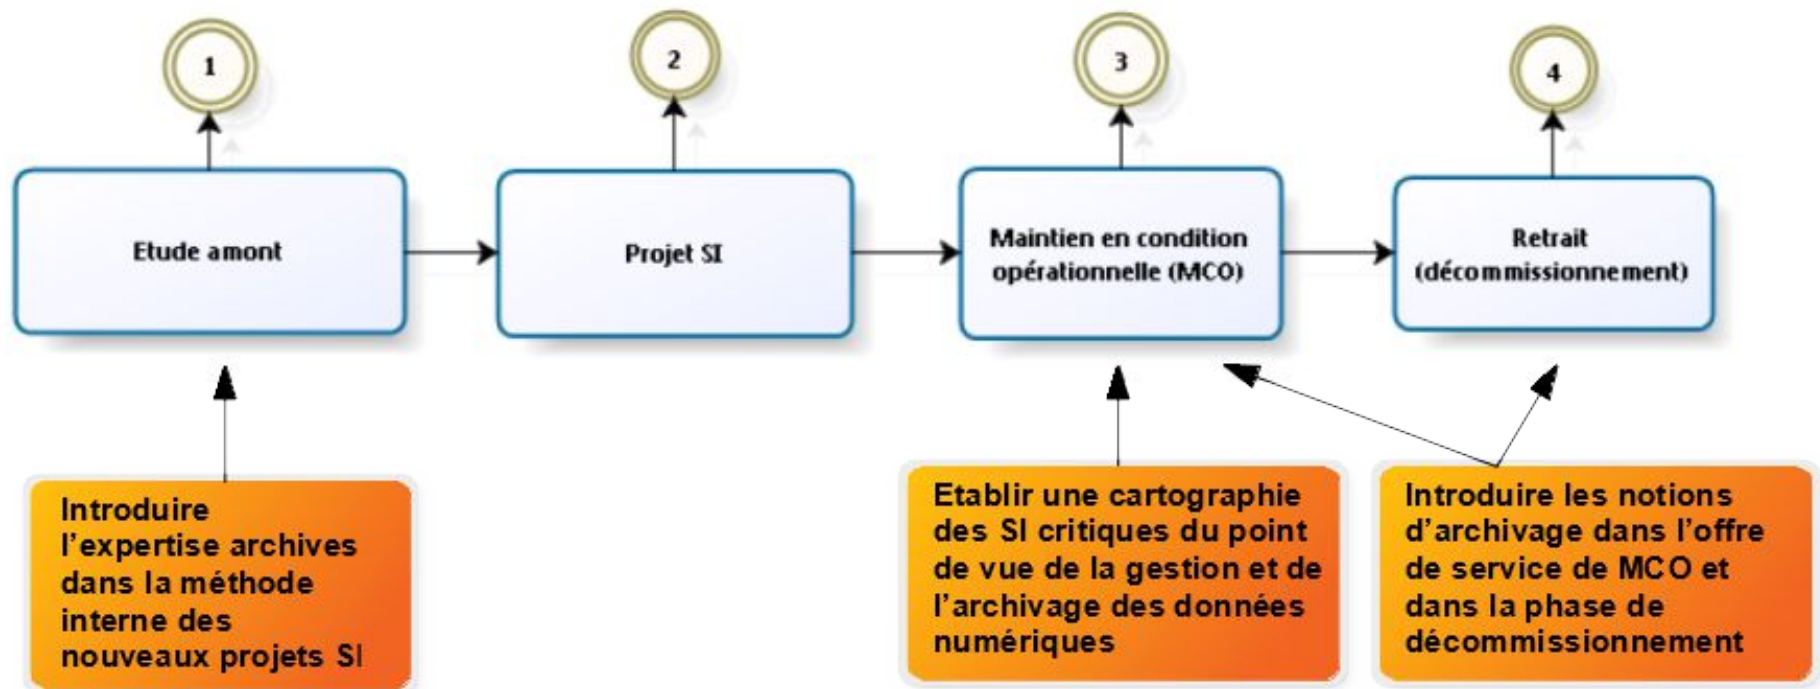 1
2
3
4
Etude amont
Projet SI
Maintien en condition
opérationnelle (MCO)
Retrait
(décommissionnement)
Introduire
l'expertise archives
dans la méthode
interne des
nouveaux projets SI
Etablir une cartographie
des SI critiques du point
de vue de la gestion et de
l'archivage des données
numériques
Introduire les notions
d'archivage dans l'offre
de service de MCO et
dans la phase de
décommissionnement